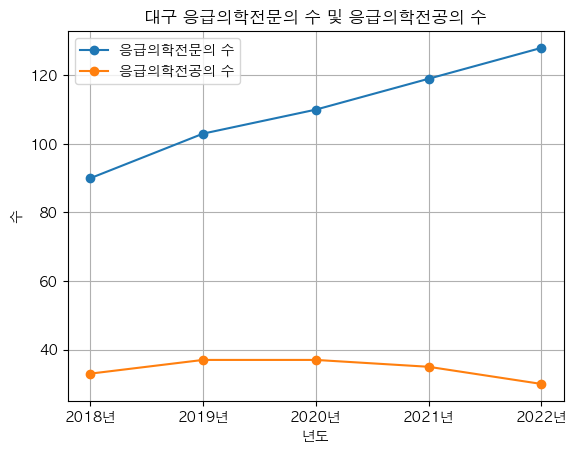 대구 응급의학전문의 수 및 응급의학전공의 수
응급의학전문의 수
응급의학전공의 수
120
100
80
60
40
수
2018년 2019년 2020년 2021년 2022년
년도